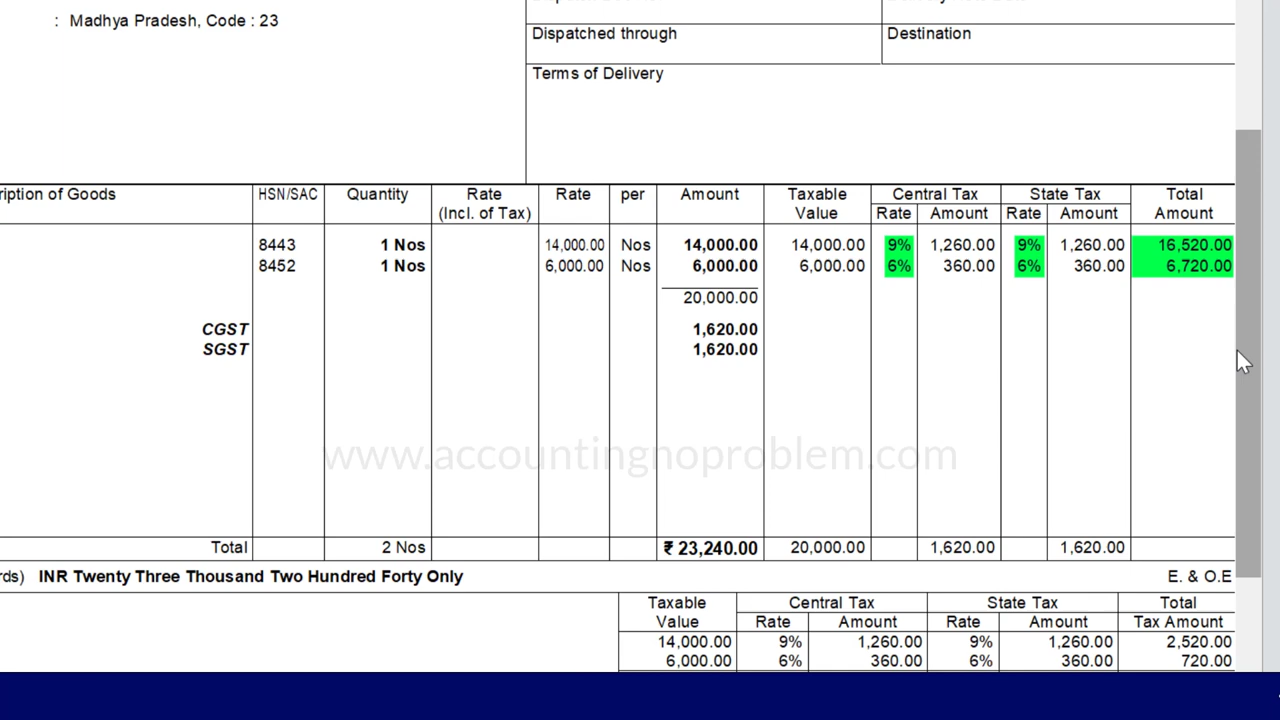 : Madhya Pradesh, Code : 23
Dispatched through Destination
Terms of Delivery
ription of Goods HSN/SAC Quantity Rate (Incl. of Tax) Rate per Amount Taxable Value Central Tax State Tax Total Amount
Rate Amount Rate Amount
8443 1 Nos 14,000.00 Nos 14,000.00 14,000.00 9% 1,260.00 9% 1,260.00 16,520.00
8452 1 Nos 6,000.00 Nos 6,000.00 6,000.00 6% 360.00 6% 360.00 6,720.00
20,000.00
CGST 1,620.00
SGST 1,620.00
www.accountingnoproblem.com
Total 2 Nos ₹ 23,240.00 20,000.00 1,620.00 1,620.00
rds) INR Twenty Three Thousand Two Hundred Forty Only E. & O.E
Taxable Central Tax State Tax Total
Value Rate Amount Rate Amount Tax Amount
14,000.00 9% 1,260.00 9% 1,260.00 2,520.00
6,000.00 6% 360.00 6% 360.00 720.00